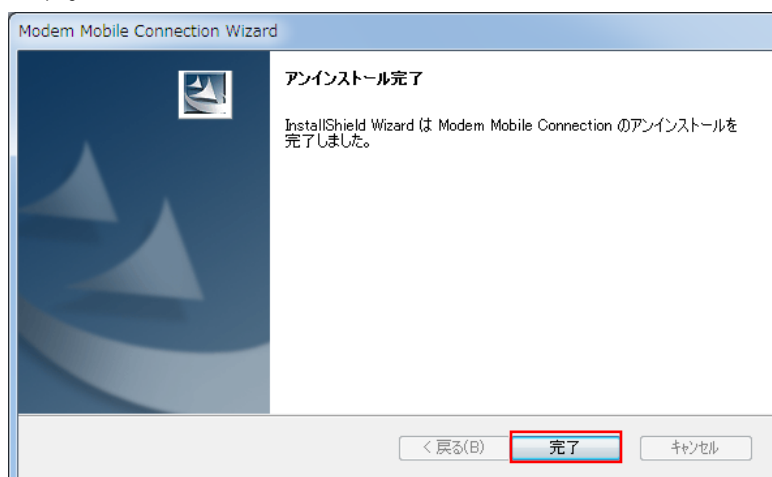 Modem Mobile Connection Wizard
アンインストール完了
InstallShield Wizard は Modem Mobile Connection のアンインストールを
完了しました。
< 戻る(B) 完了 キャンセル